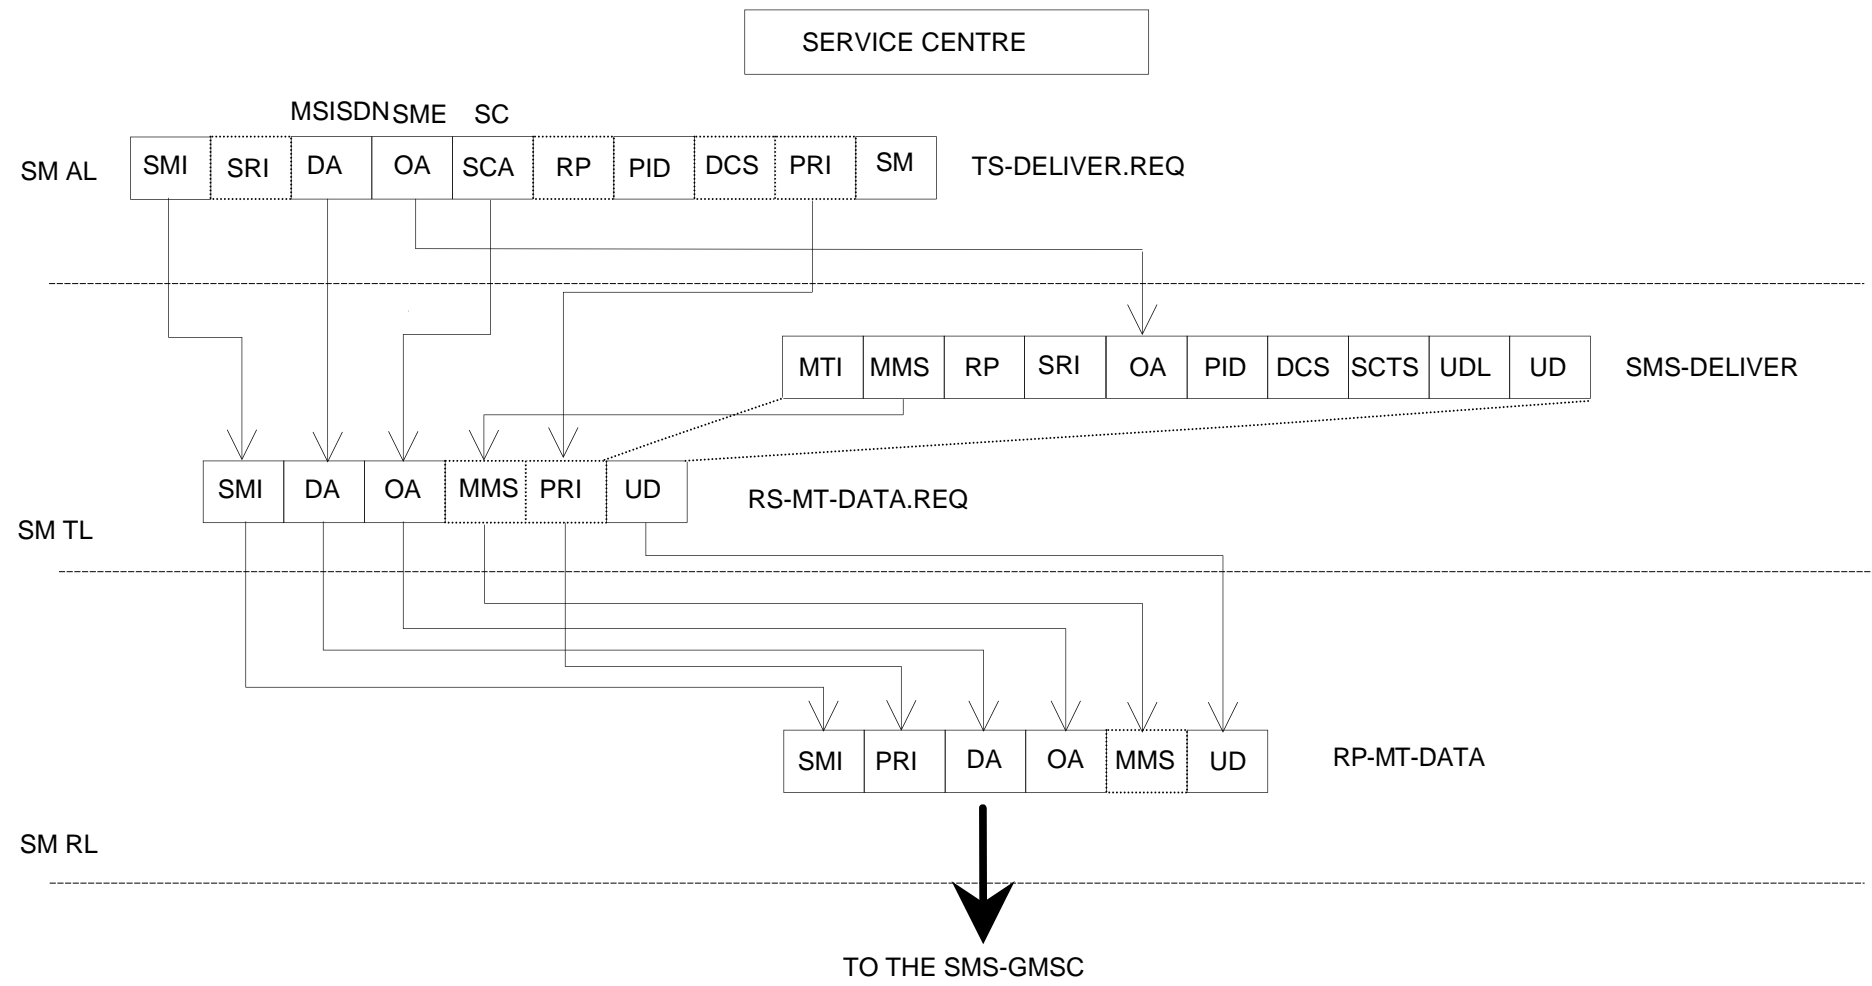 SERVICE CENTRE
MSISDN SME SC
SM AL SMI SRI DA OA SCA RP PID DCS PRI SM TS-DELIVER.REQ
MTI MMS RP SRI OA PID DCS SCTS UDL UD SMS-DELIVER
SMI DA OA MMS PRI UD RS-MT-DATA.REQ
SM TL
SMI PRI DA OA MMS UD RP-MT-DATA
SM RL
TO THE SMS-GMSC